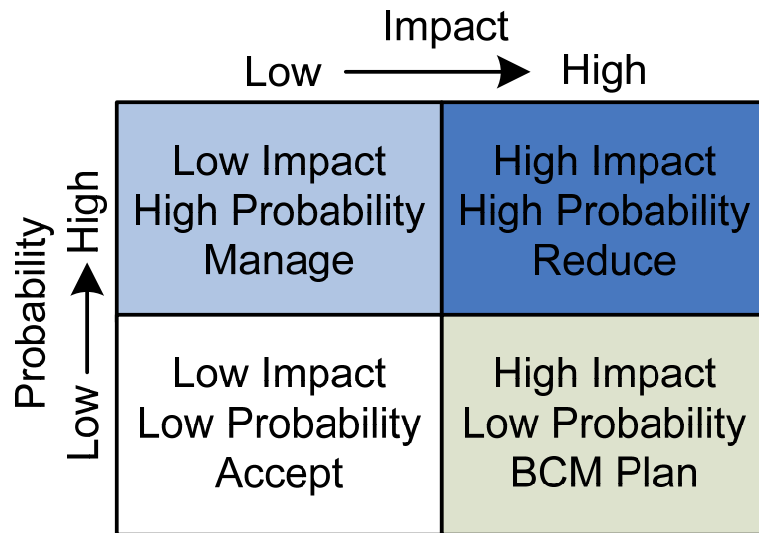 Impact
Low High
Probability
Low High
Low Impact
High Probability
Manage
High Impact
High Probability
Reduce
Low Impact
Low Probability
Accept
High Impact
Low Probability
BCM Plan